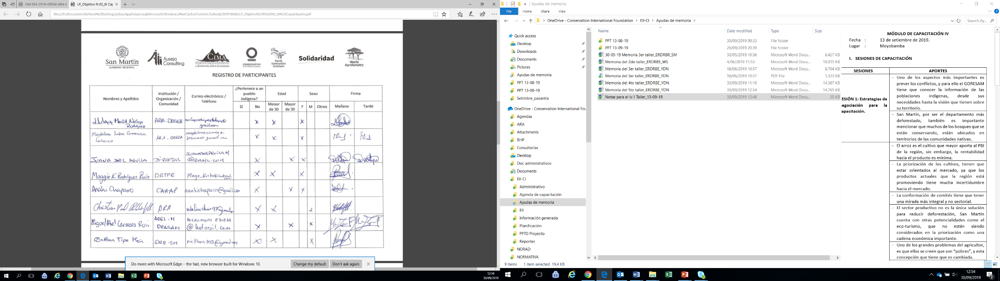 OM 034-2019-GRSM-ARA-I
LP_Objetivo N 02_III Cap
file:///D:/Documents%20and%20Settings/ydiaz/AppData/Local/Microsoft/Windows/INetCache/Content.Outlook/205P2RAD/LP_Objetivo%20N%2002_III%20Capacitación.pdf
San Martín
GOBIERNO REGIONAL
Ausejo
Consulting
CIMA
CONSERVATION
INTERNATIONAL
Earth
Innovation
Institute
Solidaridad
World
Agroforestry
REGISTRO DE PARTICIPANTES
Nombres y Apellidos
Institución /
Organización /
Comunidad
Correo electrónico /
Teléfono
¿Pertenece a un
pueblo
indígena?
Edad
Sexo
Firma
Sí
No
Menor
de 30
Mayor
de 30
F
M
Otros
Mañana
Tarde
ARA-DEGEA
gmail.com
Magdalena
Lozano
ARA-DEGEA
JUANA DEL AGUILA
DIRCETUR
JUANADELAGUILAM
@GMAIL.COM
Maggie K Rodríguez Ruiz
DRTPE
Anahi Chaparro
CAAAP
anahichaparro@gmail.com
Christian Paul
ARA
Miguel Abel Carmona Ruis
ADEL-M
DRASAM
mcarmona 231264
@hotmail.com
Rickson Tipo
DRE-SM
rickson395@gmail.com
Do more with Microsoft Edge – the fast, new browser built for Windows 10.
Change my default
Don't ask again
12:54
30/09/2019
Ayudas de memoria
File
Home
Share
View
OneDrive - Conservation International Foundation > EII-CI > Ayudas de memoria >
Search Ay...
Quick access
Desktop
Downloads
Documents
Pictures
Ayudas de memoria
PPT 13-08-19
PPT 13-09-19
Setimbre_pasantía
OneDrive - Conservation International Fou
Agendas
ARA
Attachments
BHP
Consultorías
Desktop
Doc administrativos
Documents
EII-CI
Administrativo
Agenda de capacitación
Ayudas de memoria
EII
Información generada
Planificación
PPTO Proyecto
Reportes
NORAD
NORMATIVA
Name Date modified Type Size
PPT 13-08-19 30/09/2019 09:33 File folder
PPT 13-09-19 26/09/2019 20:39 File folder
30-05-19 Memoria 3er taller_ERDRBR_SM 30/05/2019 10:36 Microsoft Word Docu... 6,427 KB
Memoria del 2do taller_ERDRBE_WS 4/06/2019 11:53 Microsoft Word Docu... 10,915 KB
Memoria del 3er taller_ERDRBE_YDN 18/06/2019 10:57 Microsoft Word Docu... 8,704 KB
Memoria del 3er taller_ERDRBE_YDN 18/06/2019 10:57 PDF File 1,323 KB
Memoria del 4to taller_ERDRBE_YDN 30/09/2019 11:19 Microsoft Word Docu... 14,387 KB
Memoria del 5to taller_ERDRBE_YDN 30/09/2019 12:54 Microsoft Word Docu... 14,765 KB
Notas para el iv.1 Taller_13-09-19 30/09/2019 12:48 Microsoft Word Docu... 20 KB
9 items 1 item selected 19.4 KB
MÓDULO DE CAPACITACIÓN IV
Fecha : 13 de setiembre de 2019.
Lugar : Moyobamba
I. SESIONES DE CAPACITACIÓN
SESIONES
APORTES
ESIÓN 1: Estrategias de
egociación para la
apacitación.
- Uno de los aspectos más importantes es
prever los conflictos, y para ello el GORESAM
tiene que conocer la información de las
poblaciones indígenas, desde sus
necesidades hasta la visión que tienen sobre
su territorio.
- San Martín, por ser el departamento más
deforestado, también es importante
mencionar que muchos de los bosques que se
están conservando, están ubicados en
territorios de las comunidades nativas.
- El arroz es el cultivo que mayor aporta al PBI
de la región, sin embargo, la rentabilidad
hacia el producto es mínima.
- La priorización de los cultivos, tienen que
estar orientados al mercado, ya que los
productos actuales que la región está
promoviendo tiene mucha incertidumbre
hacia el mercado.
- La conformación de comités tiene que tener
una mirada más integral y no sectorial.
- El sector productivo no es la única solución
para reducir deforestación, San Martín
cuenta con otras potencialidades como el
eco-turismo, que no están siendo
considerados en la priorización como una
cadena económica importante.
- Uno de los grandes problemas del agricultor,
es que ellos se creen que son “pobres”, y esta
concepción que tiene que es cambiada.
12:54
30/09/2019